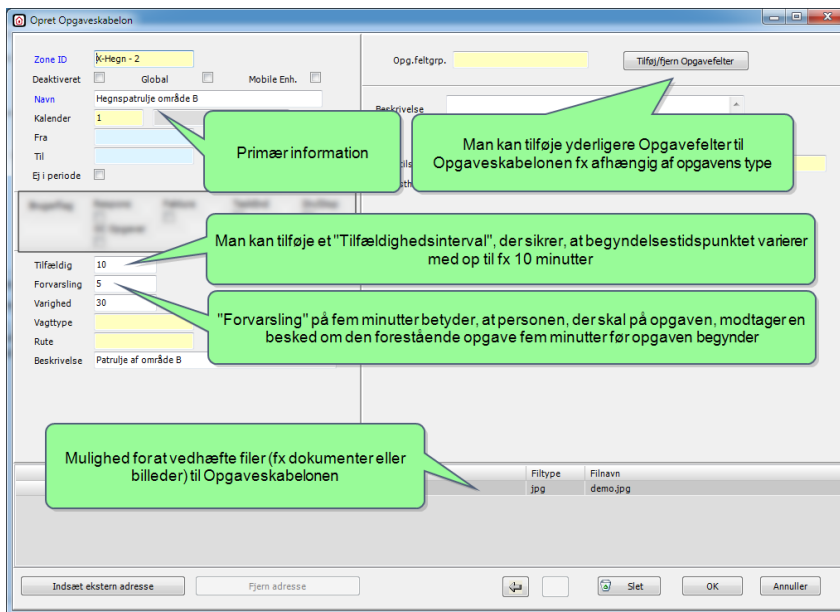 Opret Opgaveskabelon
Zone ID X-Hegn - 2
Deaktiveret Global Mobile Enh.
Navn Hegnspatrulje område B
Kalender 1
Fra
Til
Ej i periode
Opg.feltgrp. Tilføj/fjern Opgavefelter
Beskrivelse
Primær information
Man kan tilføje yderligere Opgavefelter til
Opgaveskabelonen fx afhængig af opgavens type
Man kan tilføje et "Tilfældighedsinterval", der sikrer, at begyndelsestidspunktet varierer
med op til fx 10 minutter
Tilfældig 10
Forvarsling 5
Varighed 30
Vagttype
Rute
Beskrivelse Patrulje af område B
"Forvarsling" på fem minutter betyder, at personen, der skal på opgaven, modtager en
besked om den forestående opgave fem minutter før opgaven begynder
Mulighed for at vedhæfte filer (fx dokumenter eller
billeder) til Opgaveskabelonen
Filtype Filnavn
jpg demo.jpg
Indsæt ekstern adresse Fjern adresse Slet OK Annuller